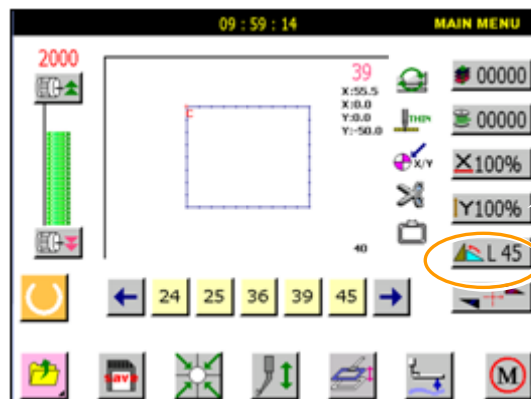 09 : 59 : 14
MAIN MENU
2000
39
X:55.5
X:0.0
Y:0.0
Y:-50.0
THIN
X/Y
40
00000
00000
X100%
Y100%
L 45
24
25
36
39
45
save
M